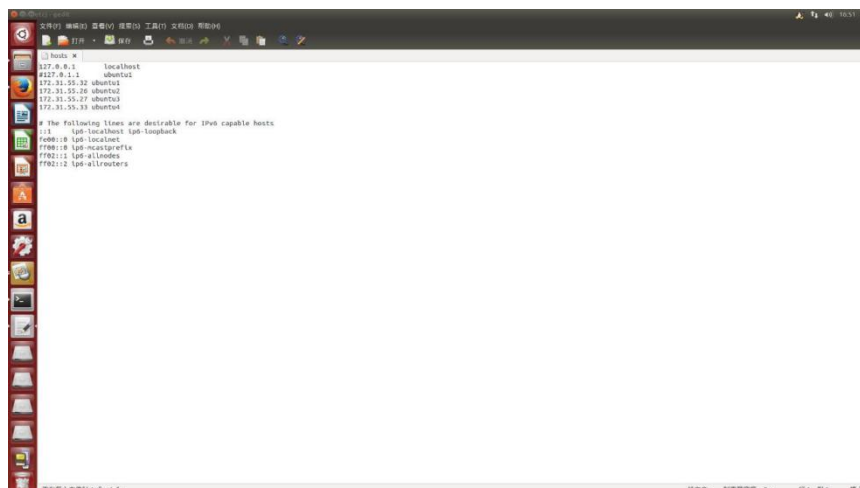 文件(F) 编辑(E) 查看(V) 搜索(S) 工具(T) 文档(D) 帮助(H)
16:51
打开 保存 撤消
hosts ×
127.0.0.1 localhost
#127.0.1.1 ubuntu1
172.31.55.32 ubuntu1
172.31.55.26 ubuntu2
172.31.55.27 ubuntu3
172.31.55.33 ubuntu4
# The following lines are desirable for IPv6 capable hosts
::1 ip6-localhost ip6-loopback
fe00::0 ip6-localnet
ff00::0 ip6-mcastprefix
ff02::1 ip6-allnodes
ff02::2 ip6-allrouters